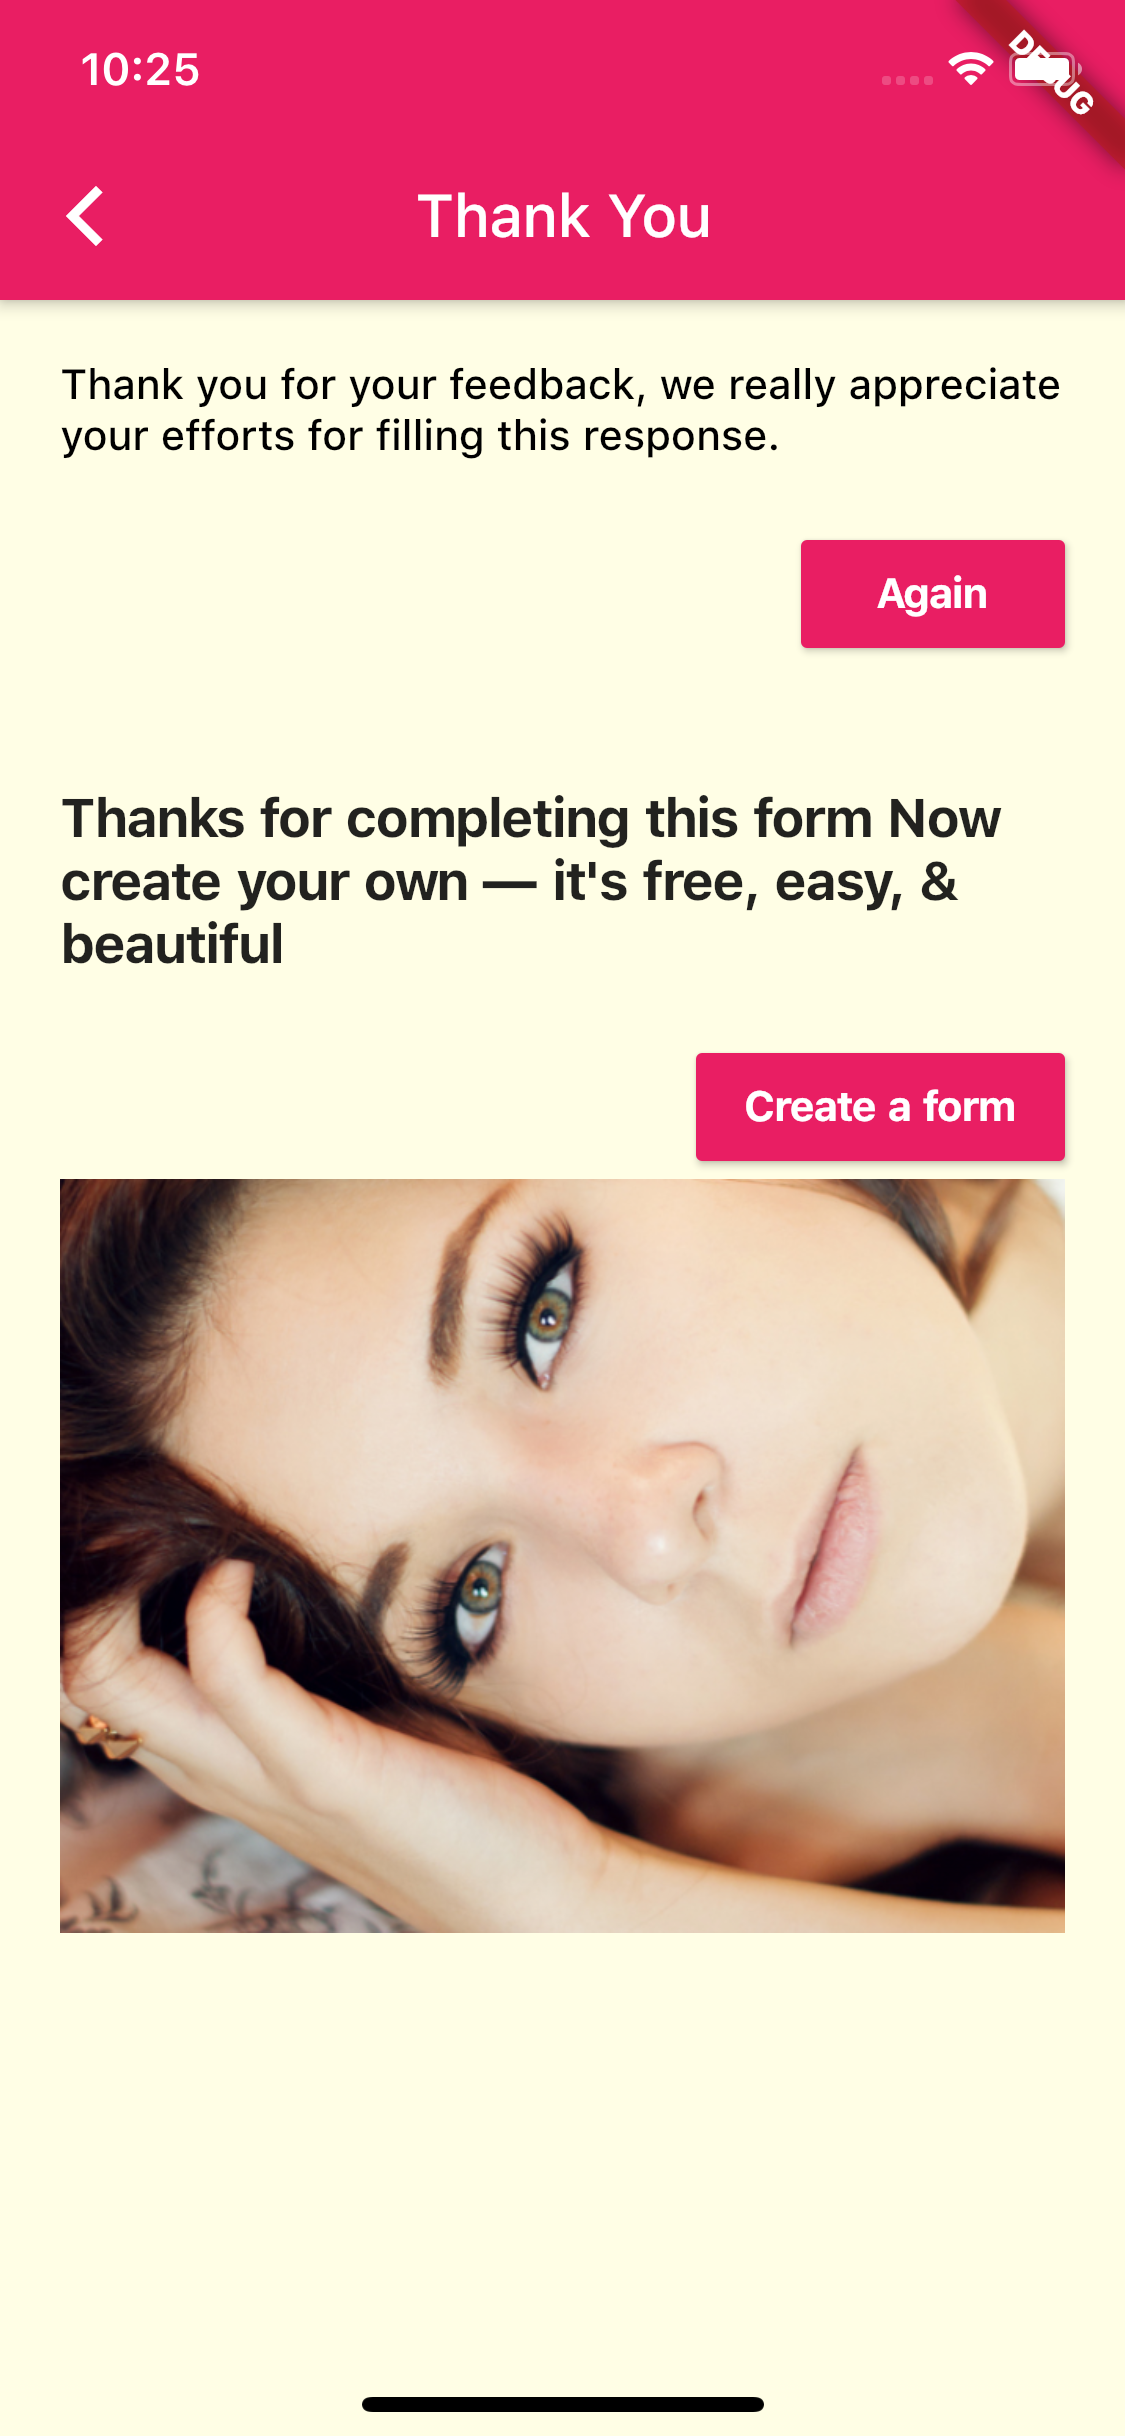 10:25
DEBUG
Thank You
Thank you for your feedback, we really appreciate
your efforts for filling this response.
Again
Thanks for completing this form Now
create your own — it's free, easy, &
beautiful
Create a form